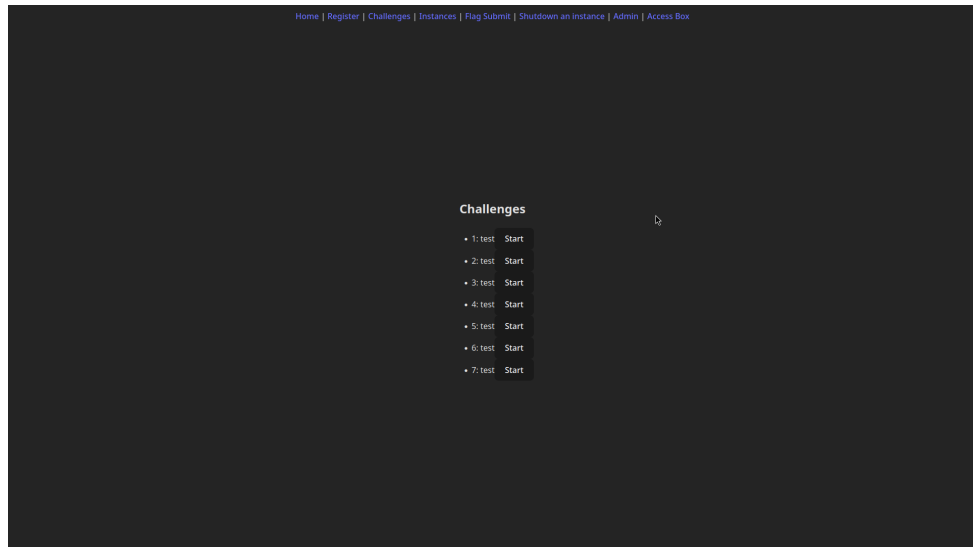 Home | Register | Challenges | Instances | Flag Submit | Shutdown an instance | Admin | Access Box
Challenges
• 1: test Start
• 2: test Start
• 3: test Start
• 4: test Start
• 5: test Start
• 6: test Start
• 7: test Start